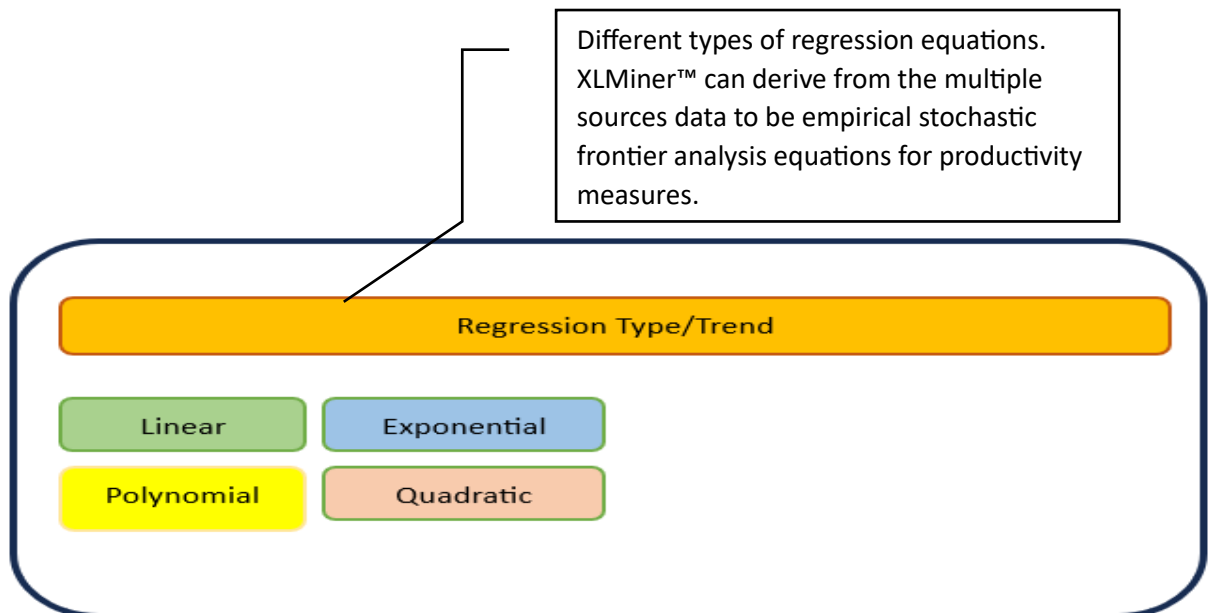 Different types of regression equations.
XLMiner™ can derive from the multiple
sources data to be empirical stochastic
frontier analysis equations for productivity
measures.
Regression Type/Trend
Linear
Exponential
Polynomial
Quadratic